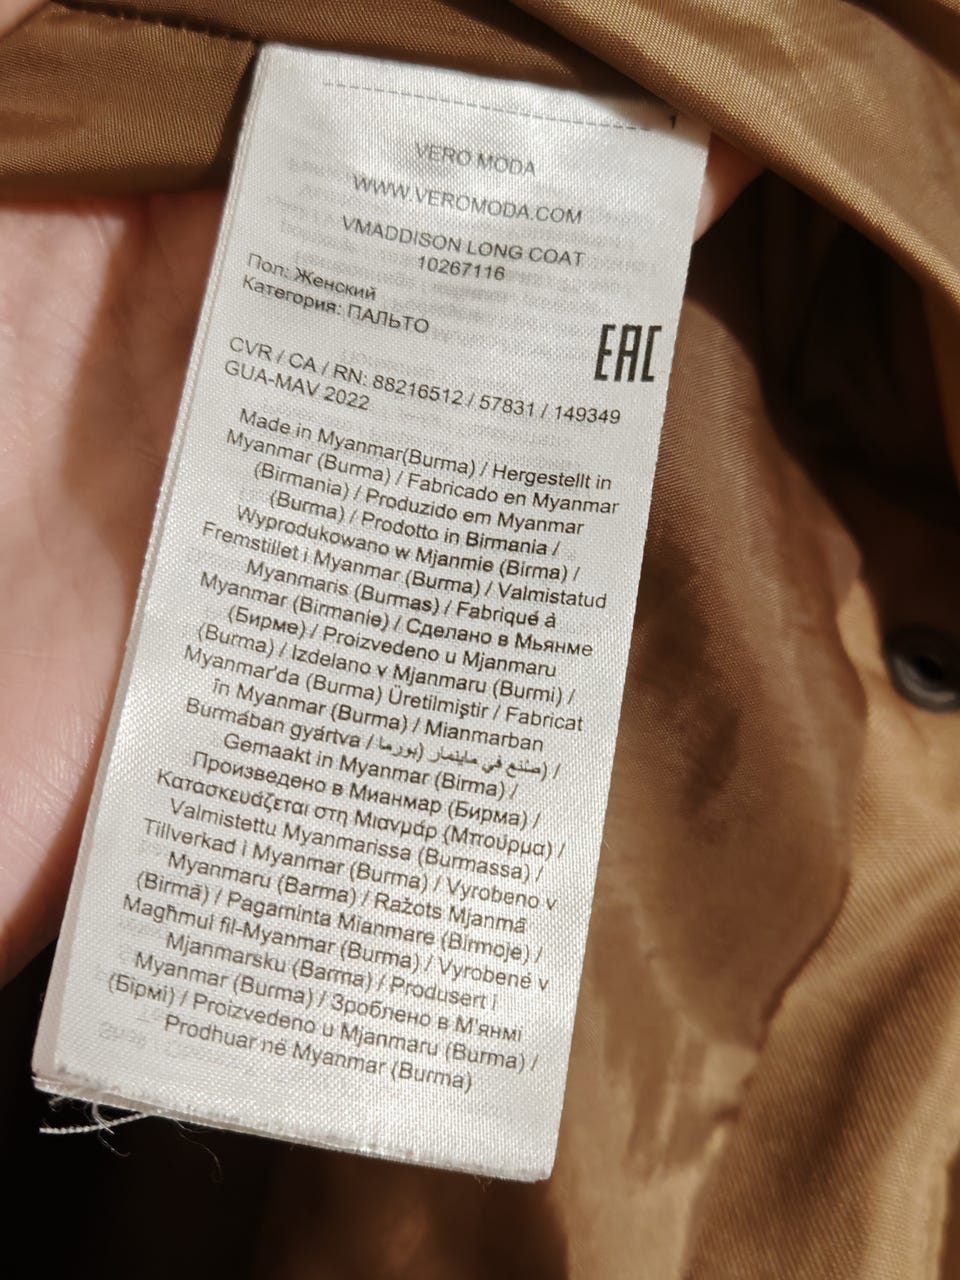 VERO MODA
WWW.VEROMODA.COM
VMADDISON LONG COAT
10267116
Пол: Женский
Категория: ПАЛЬТО
EAC
CVR / CA / RN: 88216512 / 57831 / 149349
GUA-MAV 2022
Made in Myanmar(Burma) / Hergestellt in
Myanmar (Burma) / Fabricado en Myanmar
(Birmania) / Produzido em Myanmar
(Burma) / Prodotto in Birmania /
Wyprodukowano w Mjanmie (Birma) /
Fremstillet i Myanmar (Burma) / Valmistatud
Myanmaris (Burmas) / Fabriqué á
Myanmar (Birmanie) / Сделано в Мьянме
(Бирме) / Proizvedeno u Mjanmaru
(Burma) / Izdelano v Mjanmaru (Burmi) /
Myanmar'da (Burma) Üretilmiştir / Fabricat
în Myanmar (Burma) / Mianmarban
Burmában gyártva / صنع في ماينمار (بورما) /
Gemaakt in Myanmar (Birma) /
Произведено в Мианмар (Бирма) /
Κατασκευάζεται στη Μιανμάρ (Μπούρμα) /
Valmistettu Myanmarissa (Burmassa) /
Tillverkad i Myanmar (Burma) / Vyrobeno v
Myanmaru (Barma) / Ražots Mjanmā
(Birmā) / Pagaminta Mianmare (Birmoje) /
Magħmul fil-Myanmar (Burma) / Vyrobené v
Mjanmarsku (Barma) / Produsert i
Myanmar (Burma) / Зроблено в М'янмі
(Бірмі) / Proizvedeno u Mjanmaru (Burma) /
Prodhuar në Myanmar (Burma)